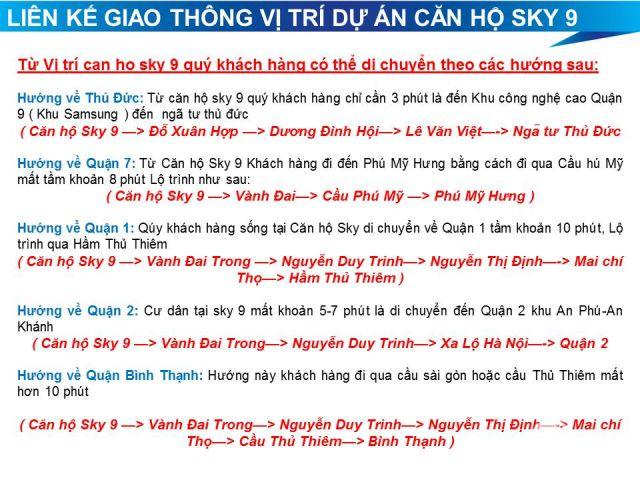 LIÊN KẾ GIAO THÔNG VỊ TRÍ DỰ ÁN CĂN HỘ SKY 9
Từ Vị trí can ho sky 9 quý khách hàng có thể di chuyển theo các hướng sau:
Hướng về Thủ Đức: Từ căn hộ sky 9 quý khách hàng chỉ cần 3 phút là đến Khu công nghệ cao Quận
9 ( Khu Samsung ) đến ngã tư thủ đức
( Căn hộ Sky 9 —> Đỗ Xuân Hợp —> Dương Đình Hội—> Lê Văn Việt—-> Ngã tư Thủ Đức
Hướng về Quận 7: Từ Căn hộ Sky 9 Khách hàng đi đến Phú Mỹ Hưng bằng cách đi qua Cầu hú Mỹ
mất tầm khoản 8 phút Lộ trình như sau:
( Căn hộ Sky 9 —> Vành Đai—> Cầu Phú Mỹ —> Phú Mỹ Hưng )
Hướng về Quận 1: Qúy khách hàng sống tại Căn hộ Sky di chuyển về Quận 1 tầm khoản 10 phút, Lộ
trình qua Hầm Thủ Thiêm
( Căn hộ Sky 9 —> Vành Đai Trong —> Nguyễn Duy Trinh—> Nguyễn Thị Định—-> Mai chí
Thọ—> Hầm Thủ Thiêm )
Hướng về Quận 2: Cư dân tại sky 9 mất khoản 5-7 phút là di chuyển đến Quận 2 khu An Phú-An
Khánh
( Căn hộ Sky 9 —> Vành Đai Trong—> Nguyễn Duy Trinh—> Xa Lộ Hà Nội—-> Quận 2
Hướng về Quận Bình Thạnh: Hướng này khách hàng đi qua cầu sài gòn hoặc cầu Thủ Thiêm mất
hơn 10 phút
( Căn hộ Sky 9 —> Vành Đai Trong—> Nguyễn Duy Trinh—> Nguyễn Thị Định—-> Mai chí
Thọ—> Cầu Thủ Thiêm—> Bình Thạnh )